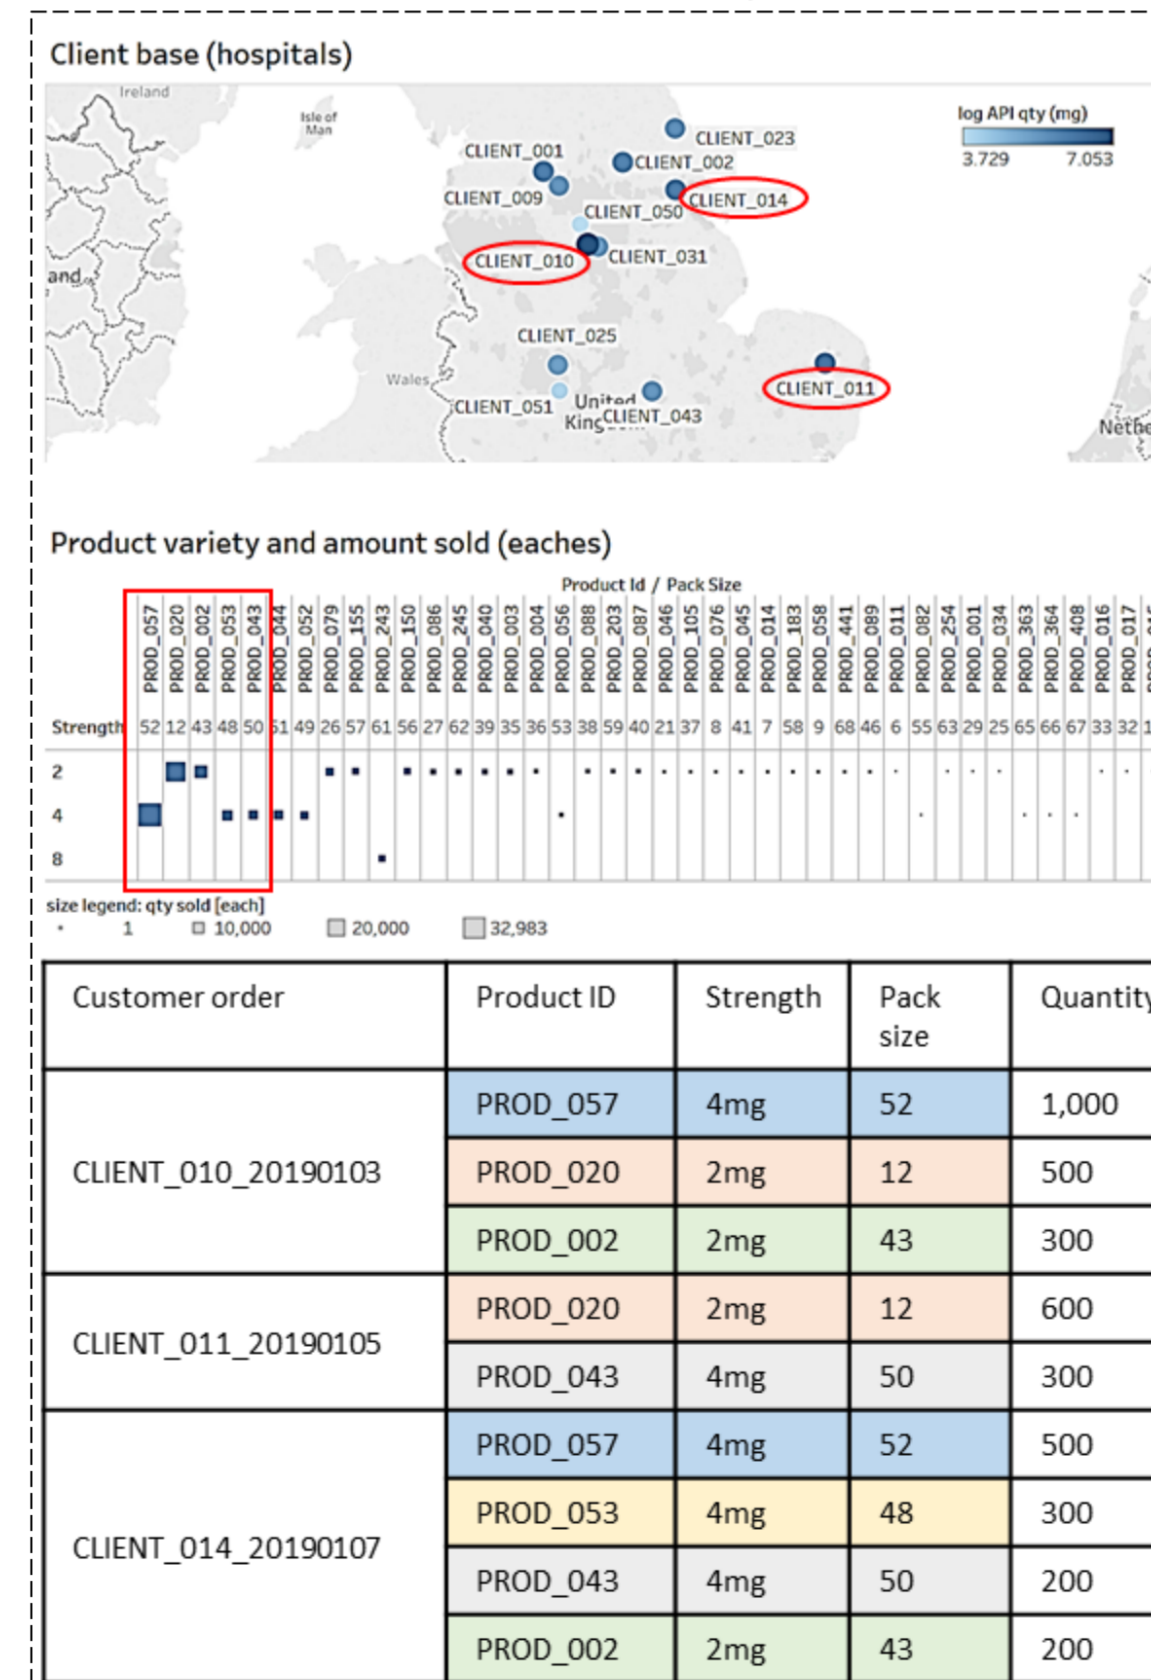 Client base (hospitals)
Ireland
Isle of
Man
log API qty (mg)
3.729 7.053
CLIENT_023
CLIENT_001
CLIENT_002
CLIENT_009
CLIENT_014
CLIENT_050
CLIENT_010
CLIENT_031
and
CLIENT_025
Wales
CLIENT_011
CLIENT_051
United
CLIENT_043
Nethe
Product variety and amount sold (eaches)
Product Id / Pack Size
PROD_057 PROD_020 PROD_002 PROD_053 PROD_043 PROD_044 PROD_052 PROD_079 PROD_155 PROD_243 PROD_150 PROD_086 PROD_245 PROD_040 PROD_003 PROD_004 PROD_056 PROD_088 PROD_203 PROD_087 PROD_046 PROD_105 PROD_076 PROD_045 PROD_014 PROD_183 PROD_058 PROD_441 PROD_089 PROD_011 PROD_082 PROD_254 PROD_001 PROD_034 PROD_363 PROD_364 PROD_408 PROD_016 PROD_017
Strength 52 12 43 48 50 51 49 26 57 61 56 27 62 39 35 36 53 38 59 40 21 37 8 41 7 58 9 68 46 6 55 63 29 25 65 66 67 33 32 1
2
4
8
size legend: qty sold [each]
1 10,000 20,000 32,983
Customer order Product ID Strength Pack size Quantity
CLIENT_010_20190103
PROD_057 4mg 52 1,000
PROD_020 2mg 12 500
PROD_002 2mg 43 300
CLIENT_011_20190105
PROD_020 2mg 12 600
PROD_043 4mg 50 300
CLIENT_014_20190107
PROD_057 4mg 52 500
PROD_053 4mg 48 300
PROD_043 4mg 50 200
PROD_002 2mg 43 200